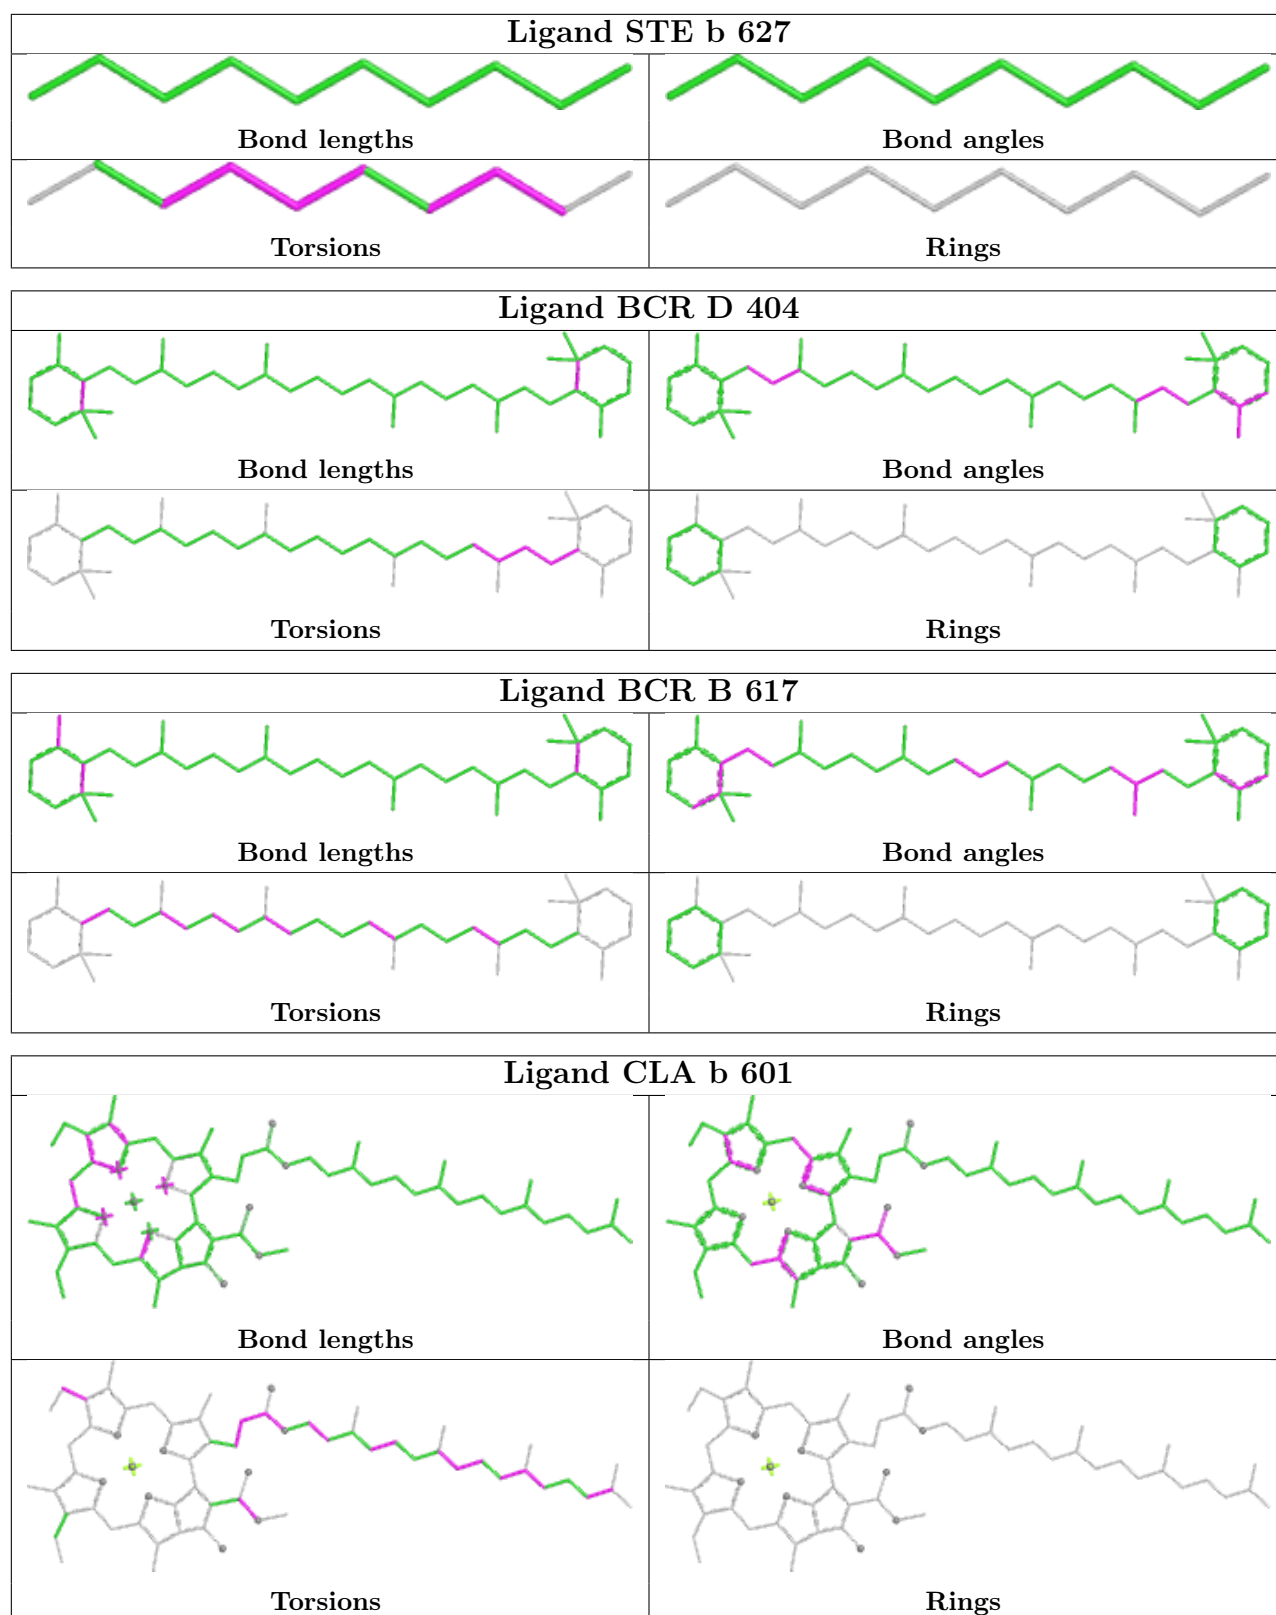 Ligand STE b 627
Bond lengths Bond angles
Torsions Rings
Ligand BCR D 404
Bond lengths Bond angles
Torsions Rings
Ligand BCR B 617
Bond lengths Bond angles
Torsions Rings
Ligand CLA b 601
Bond lengths Bond angles
Torsions Rings